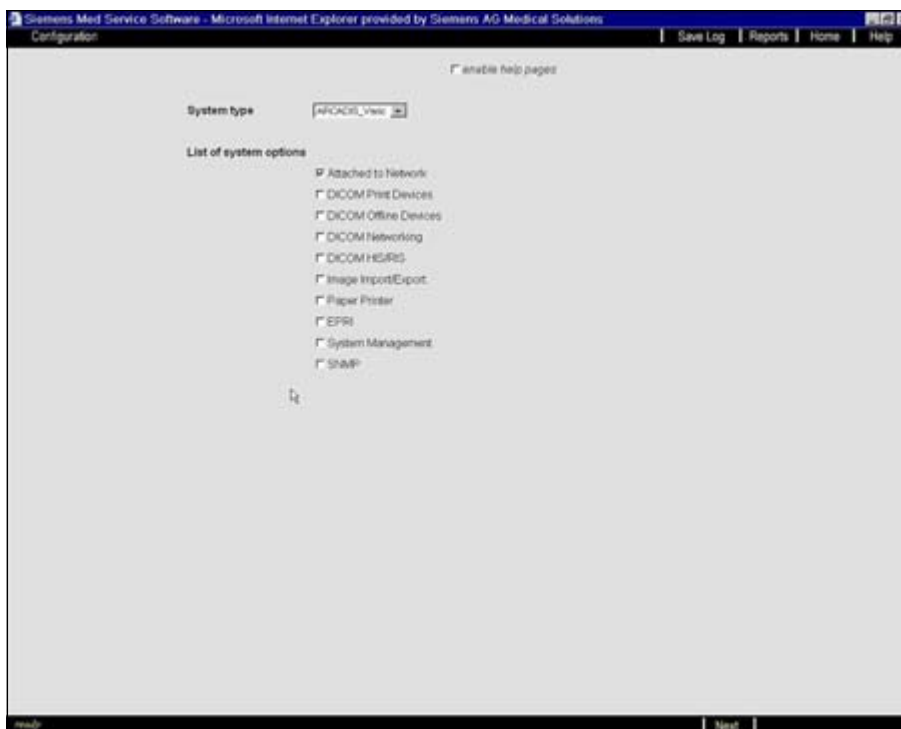 Siemens Med Service Software - Microsoft Internet Explorer provided by Siemens AG Medical Solutions
Configuration Save Log Reports Home Help
enable help pages
System type ARCADIS_Varic
List of system options
Attached to Network
DICOM Print Devices
DICOM Offline Devices
DICOM Networking
DICOM HIS/RIS
Image Import/Export
Paper Printer
EPRI
System Management
SNMP
ready Next